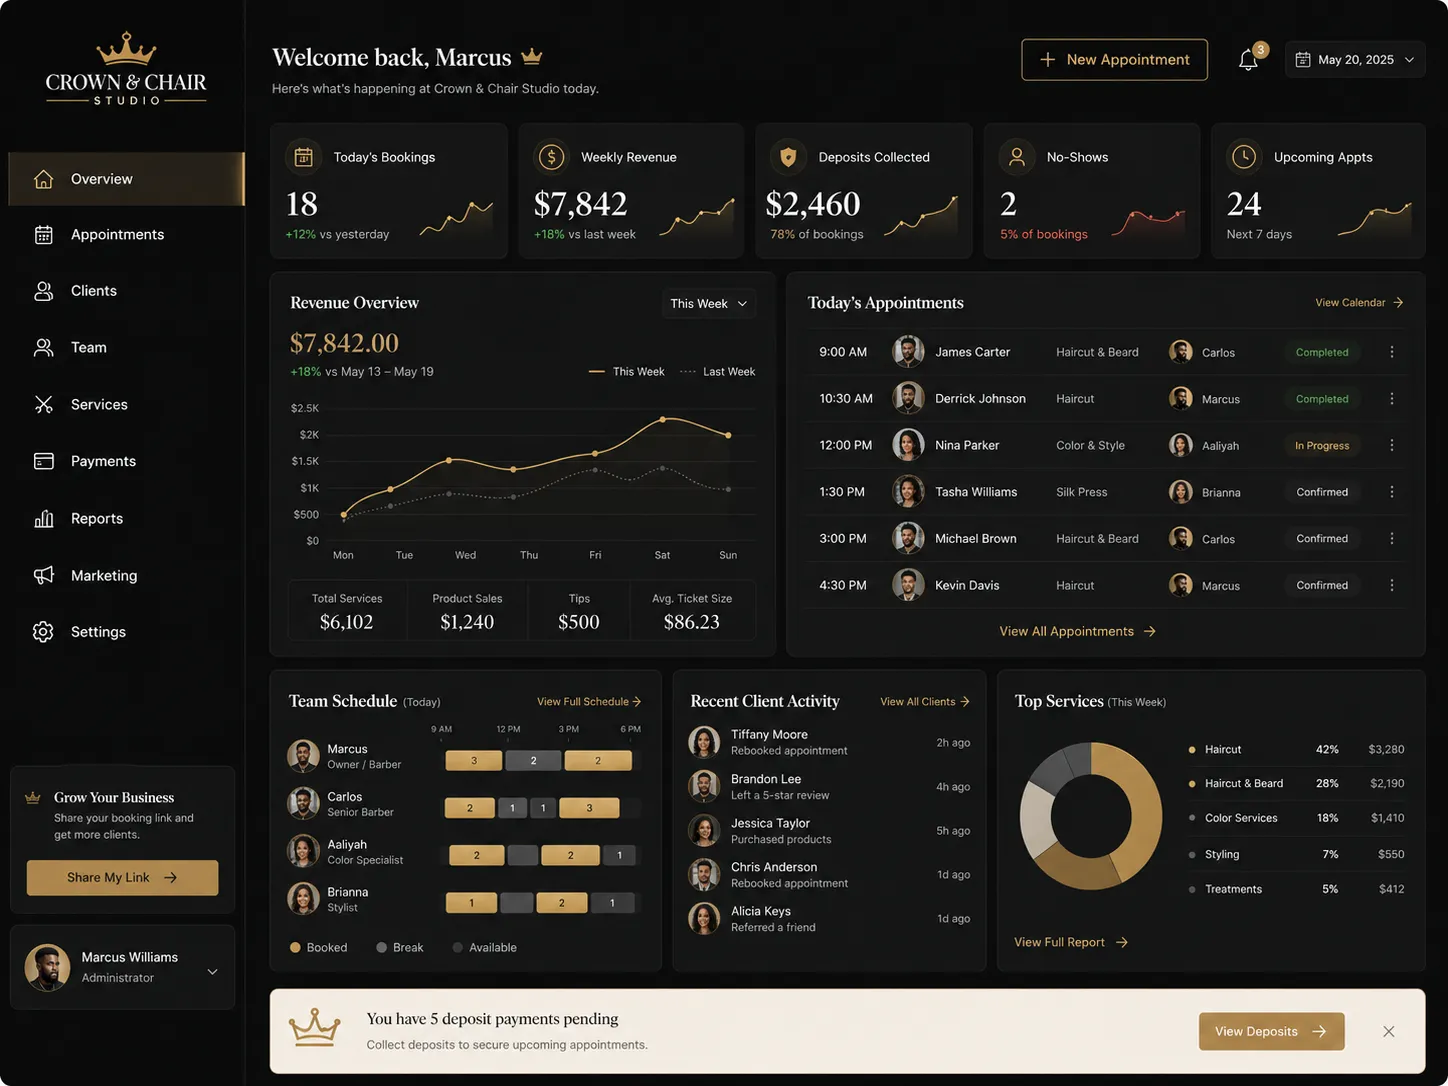 CROWN & CHAIR
STUDIO
Overview
Appointments
Clients
Team
Services
Payments
Reports
Marketing
Settings
Grow Your Business
Share your booking link and
get more clients.
Share My Link →
Marcus Williams
Administrator
Welcome back, Marcus
Here's what's happening at Crown & Chair Studio today.
+ New Appointment
3
May 20, 2025
Today's Bookings
18
+12% vs yesterday
Weekly Revenue
$7,842
+18% vs last week
Deposits Collected
$2,460
78% of bookings
No-Shows
2
5% of bookings
Upcoming Appts
24
Next 7 days
Revenue Overview
This Week
$7,842.00
+18% vs May 13 – May 19
This Week
Last Week
$2.5K
$2K
$1.5K
$1K
$500
$0
Mon Tue Wed Thu Fri Sat Sun
Total Services
$6,102
Product Sales
$1,240
Tips
$500
Avg. Ticket Size
$86.23
Today's Appointments
View Calendar →
9:00 AM James Carter Haircut & Beard Carlos Completed
10:30 AM Derrick Johnson Haircut Marcus Completed
12:00 PM Nina Parker Color & Style Aaliyah In Progress
1:30 PM Tasha Williams Silk Press Brianna Confirmed
3:00 PM Michael Brown Haircut & Beard Carlos Confirmed
4:30 PM Kevin Davis Haircut Marcus Confirmed
View All Appointments →
Team Schedule (Today)
View Full Schedule →
9 AM 12 PM 3 PM 6 PM
Marcus
Owner / Barber
3 2 2
Carlos
Senior Barber
2 1 1 3
Aaliyah
Color Specialist
2 2 1
Brianna
Stylist
1 2 1
Booked Break Available
Recent Client Activity
View All Clients →
Tiffany Moore
Rebooked appointment
2h ago
Brandon Lee
Left a 5-star review
4h ago
Jessica Taylor
Purchased products
5h ago
Chris Anderson
Rebooked appointment
1d ago
Alicia Keys
Referred a friend
1d ago
Top Services (This Week)
Haircut 42% $3,280
Haircut & Beard 28% $2,190
Color Services 18% $1,410
Styling 7% $550
Treatments 5% $412
View Full Report →
You have 5 deposit payments pending
Collect deposits to secure upcoming appointments.
View Deposits →